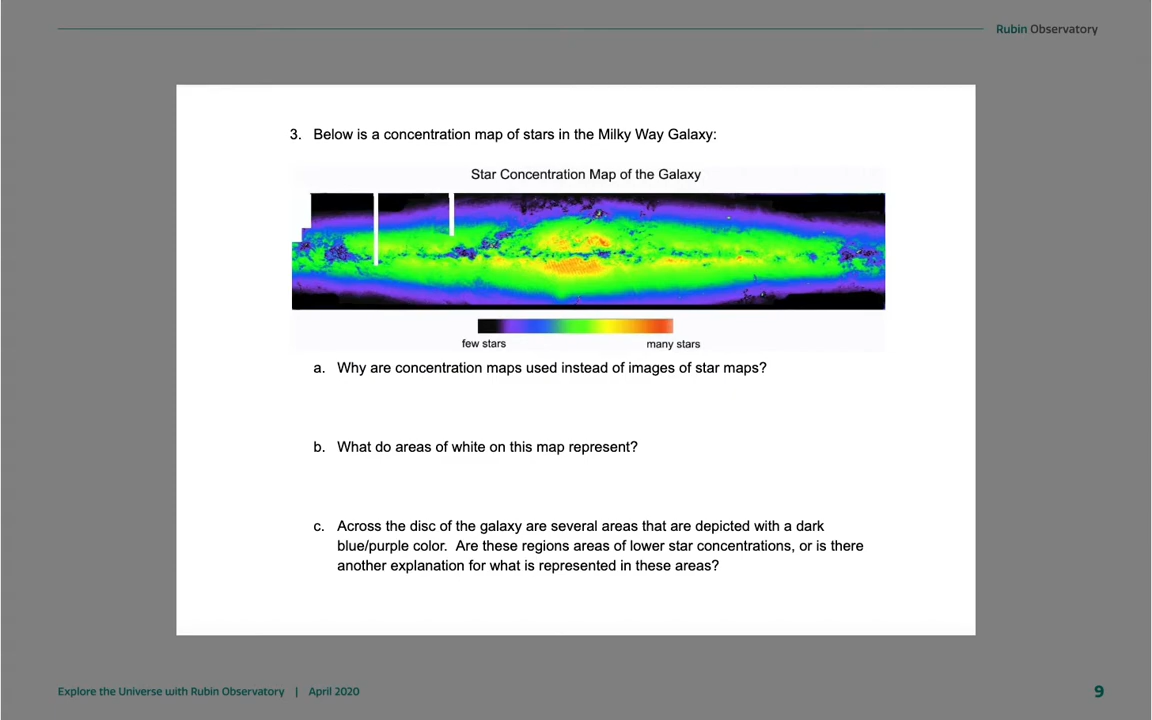 Rubin Observatory
3. Below is a concentration map of stars in the Milky Way Galaxy:
Star Concentration Map of the Galaxy
few stars many stars
a. Why are concentration maps used instead of images of star maps?
b. What do areas of white on this map represent?
c. Across the disc of the galaxy are several areas that are depicted with a dark
blue/purple color. Are these regions areas of lower star concentrations, or is there
another explanation for what is represented in these areas?
Explore the Universe with Rubin Observatory | April 2020 9